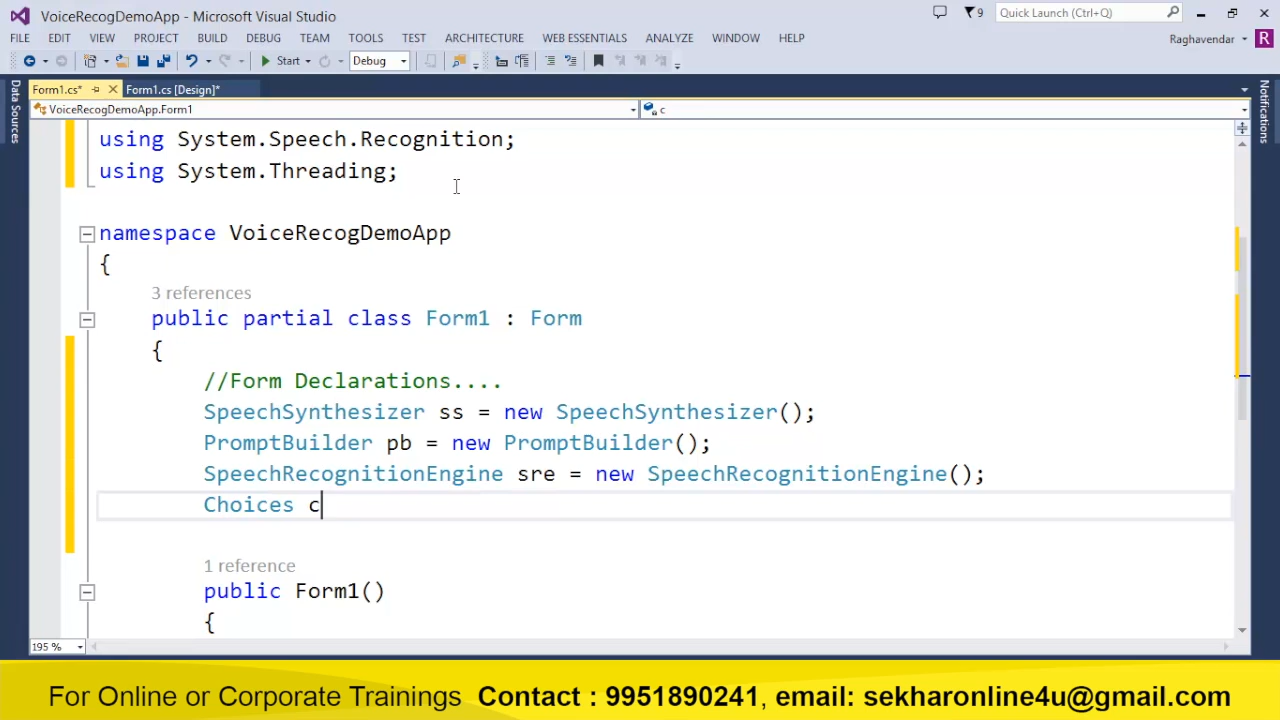 VoiceRecogDemoApp - Microsoft Visual Studio
9
Quick Launch (Ctrl+Q)
FILE EDIT VIEW PROJECT BUILD DEBUG TEAM TOOLS TEST ARCHITECTURE WEB ESSENTIALS ANALYZE WINDOW HELP
Raghavendar R
Start Debug
Data Sources
Form1.cs* Form1.cs [Design]*
Notifications
VoiceRecogDemoApp.Form1 c
using System.Speech.Recognition;
using System.Threading;
namespace VoiceRecogDemoApp
{
3 references
public partial class Form1 : Form
{
//Form Declarations....
SpeechSynthesizer ss = new SpeechSynthesizer();
PromptBuilder pb = new PromptBuilder();
SpeechRecognitionEngine sre = new SpeechRecognitionEngine();
Choices c
1 reference
public Form1()
{
195 %
For Online or Corporate Trainings Contact : 9951890241, email: sekharonline4u@gmail.com